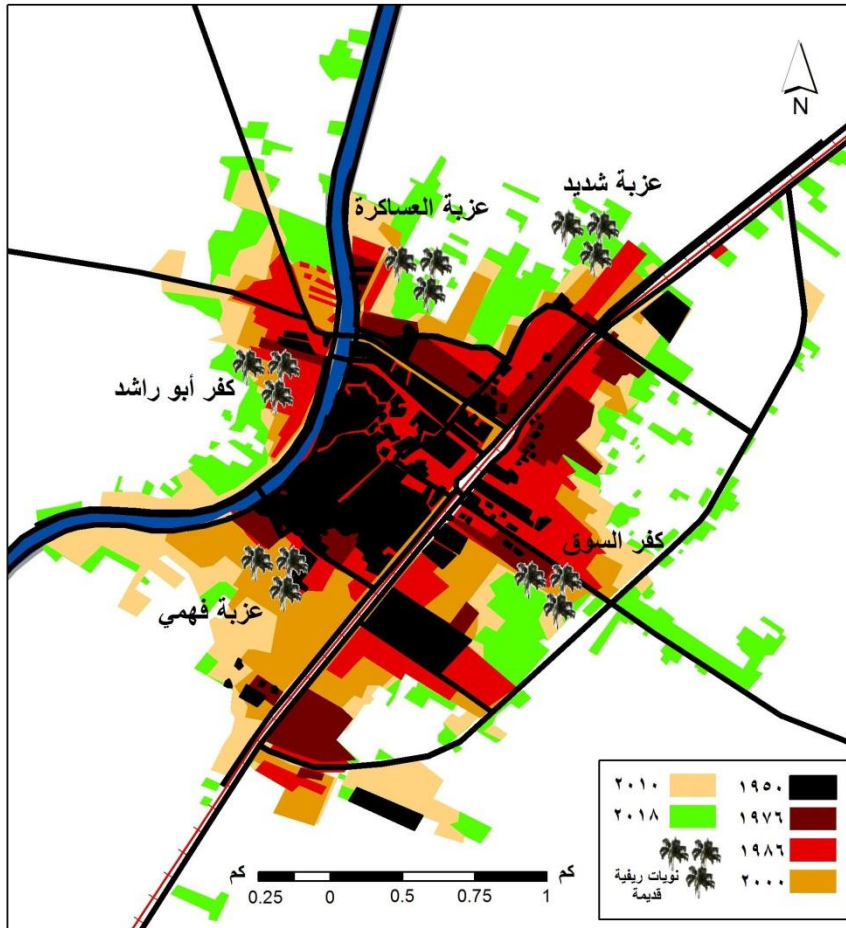 N
عزبة شديد
عزبة العساكرة
كفر أبو راشد
كفر السوق
عزبة فهمي
١٩٥٠
٢٠١٠
١٩٧٦
٢٠١٨
١٩٨٦
٢٠٠٠
نويات ريفية
قديمة
كم
كم
0.25 0 0.5 0.75 1